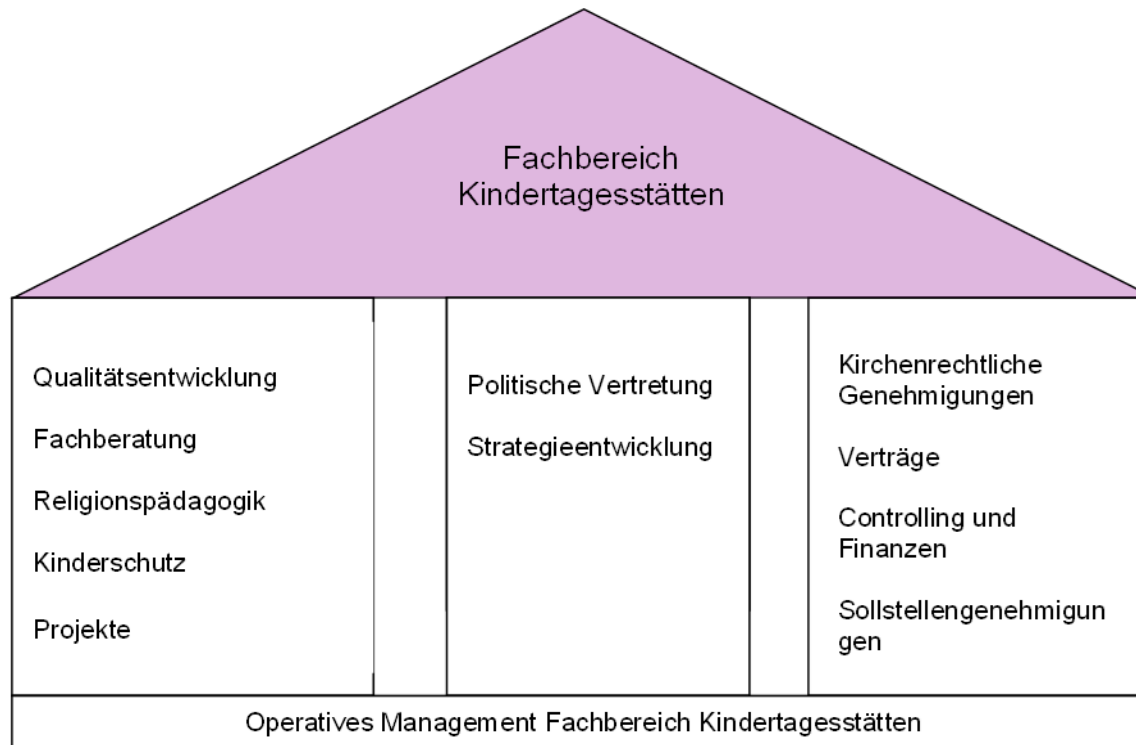 Fachbereich
Kindertagesstätten
Qualitätsentwicklung
Fachberatung
Religionspädagogik
Kinderschutz
Projekte
Politische Vertretung
Strategieentwicklung
Kirchenrechtliche
Genehmigungen
Verträge
Controlling und
Finanzen
Sollstellengenehmigun
gen
Operatives Management Fachbereich Kindertagesstätten